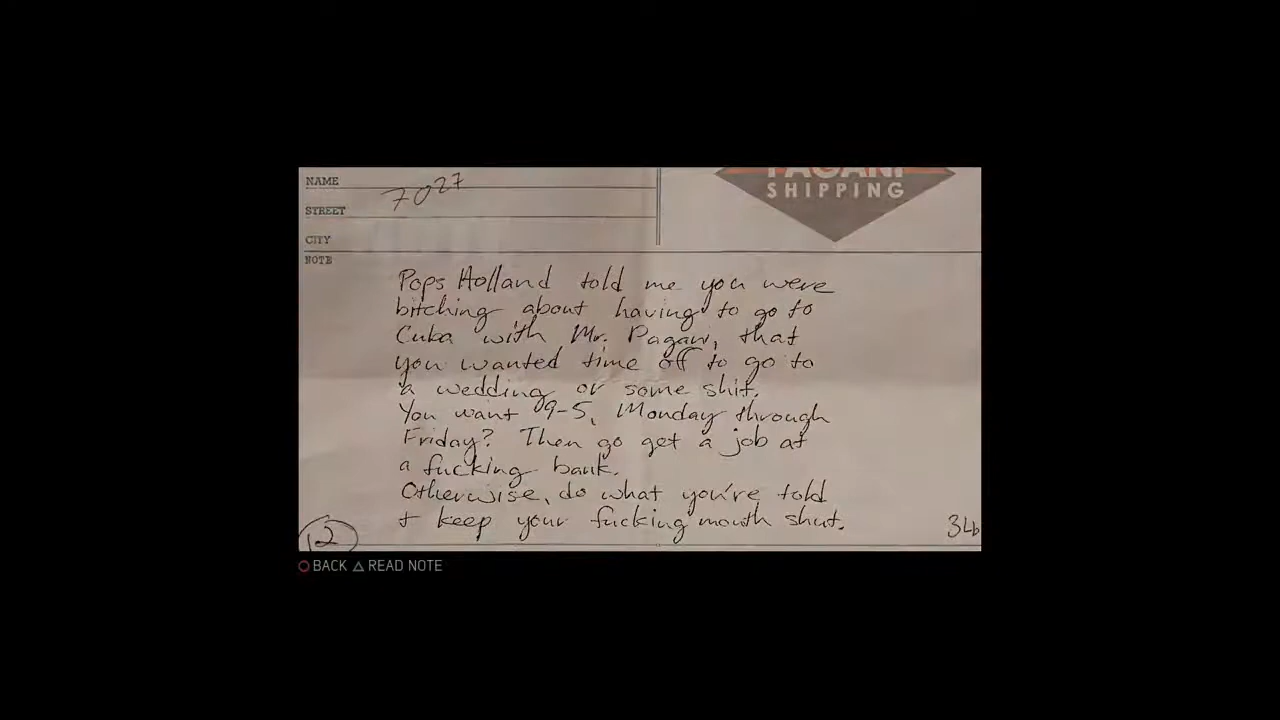 NAME
7027
PAGANI
SHIPPING
STREET
CITY
NOTE
Pops Holland told me you were
bitching about having to go to
Cuba with Mr. Pagani, that
you wanted time off to go to
a wedding or some shit.
You want 9-5, Monday through
Friday? Then go get a job at
a fucking bank.
Otherwise, do what you're told
+ keep your fucking mouth shut.
12
34b
BACK READ NOTE